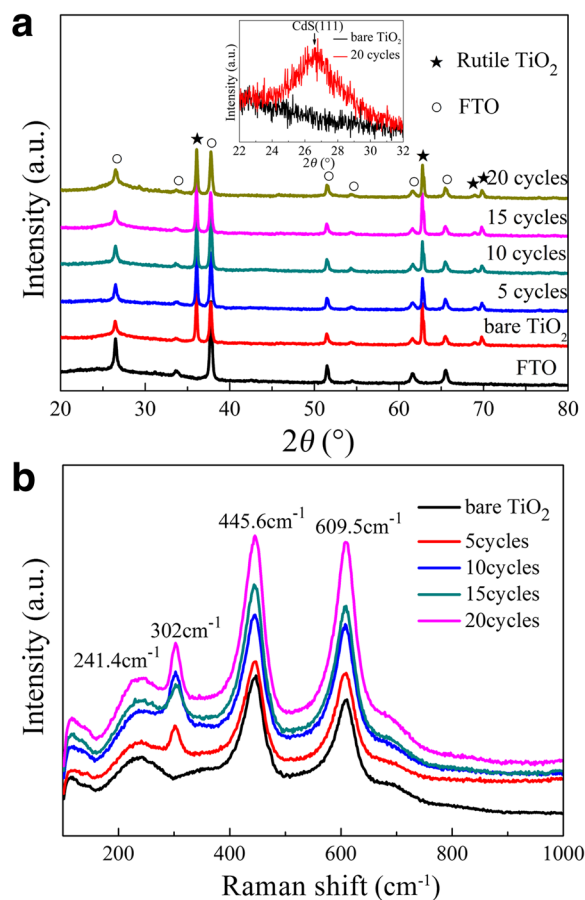 a
CdS(111)
bare TiO2
20 cycles
Intensity (a.u.)
22 24 26 28 30 32
2θ (°)
★ Rutile TiO2
○ FTO
20 cycles
15 cycles
10 cycles
5 cycles
bare TiO2
FTO
Intensity (a.u.)
20 30 40 50 60 70 80
2θ (°)
b
445.6cm-1
609.5cm-1
302cm-1
241.4cm-1
bare TiO2
5cycles
10cycles
15cycles
20cycles
Intensity (a.u.)
200 400 600 800 1000
Raman shift (cm-1)